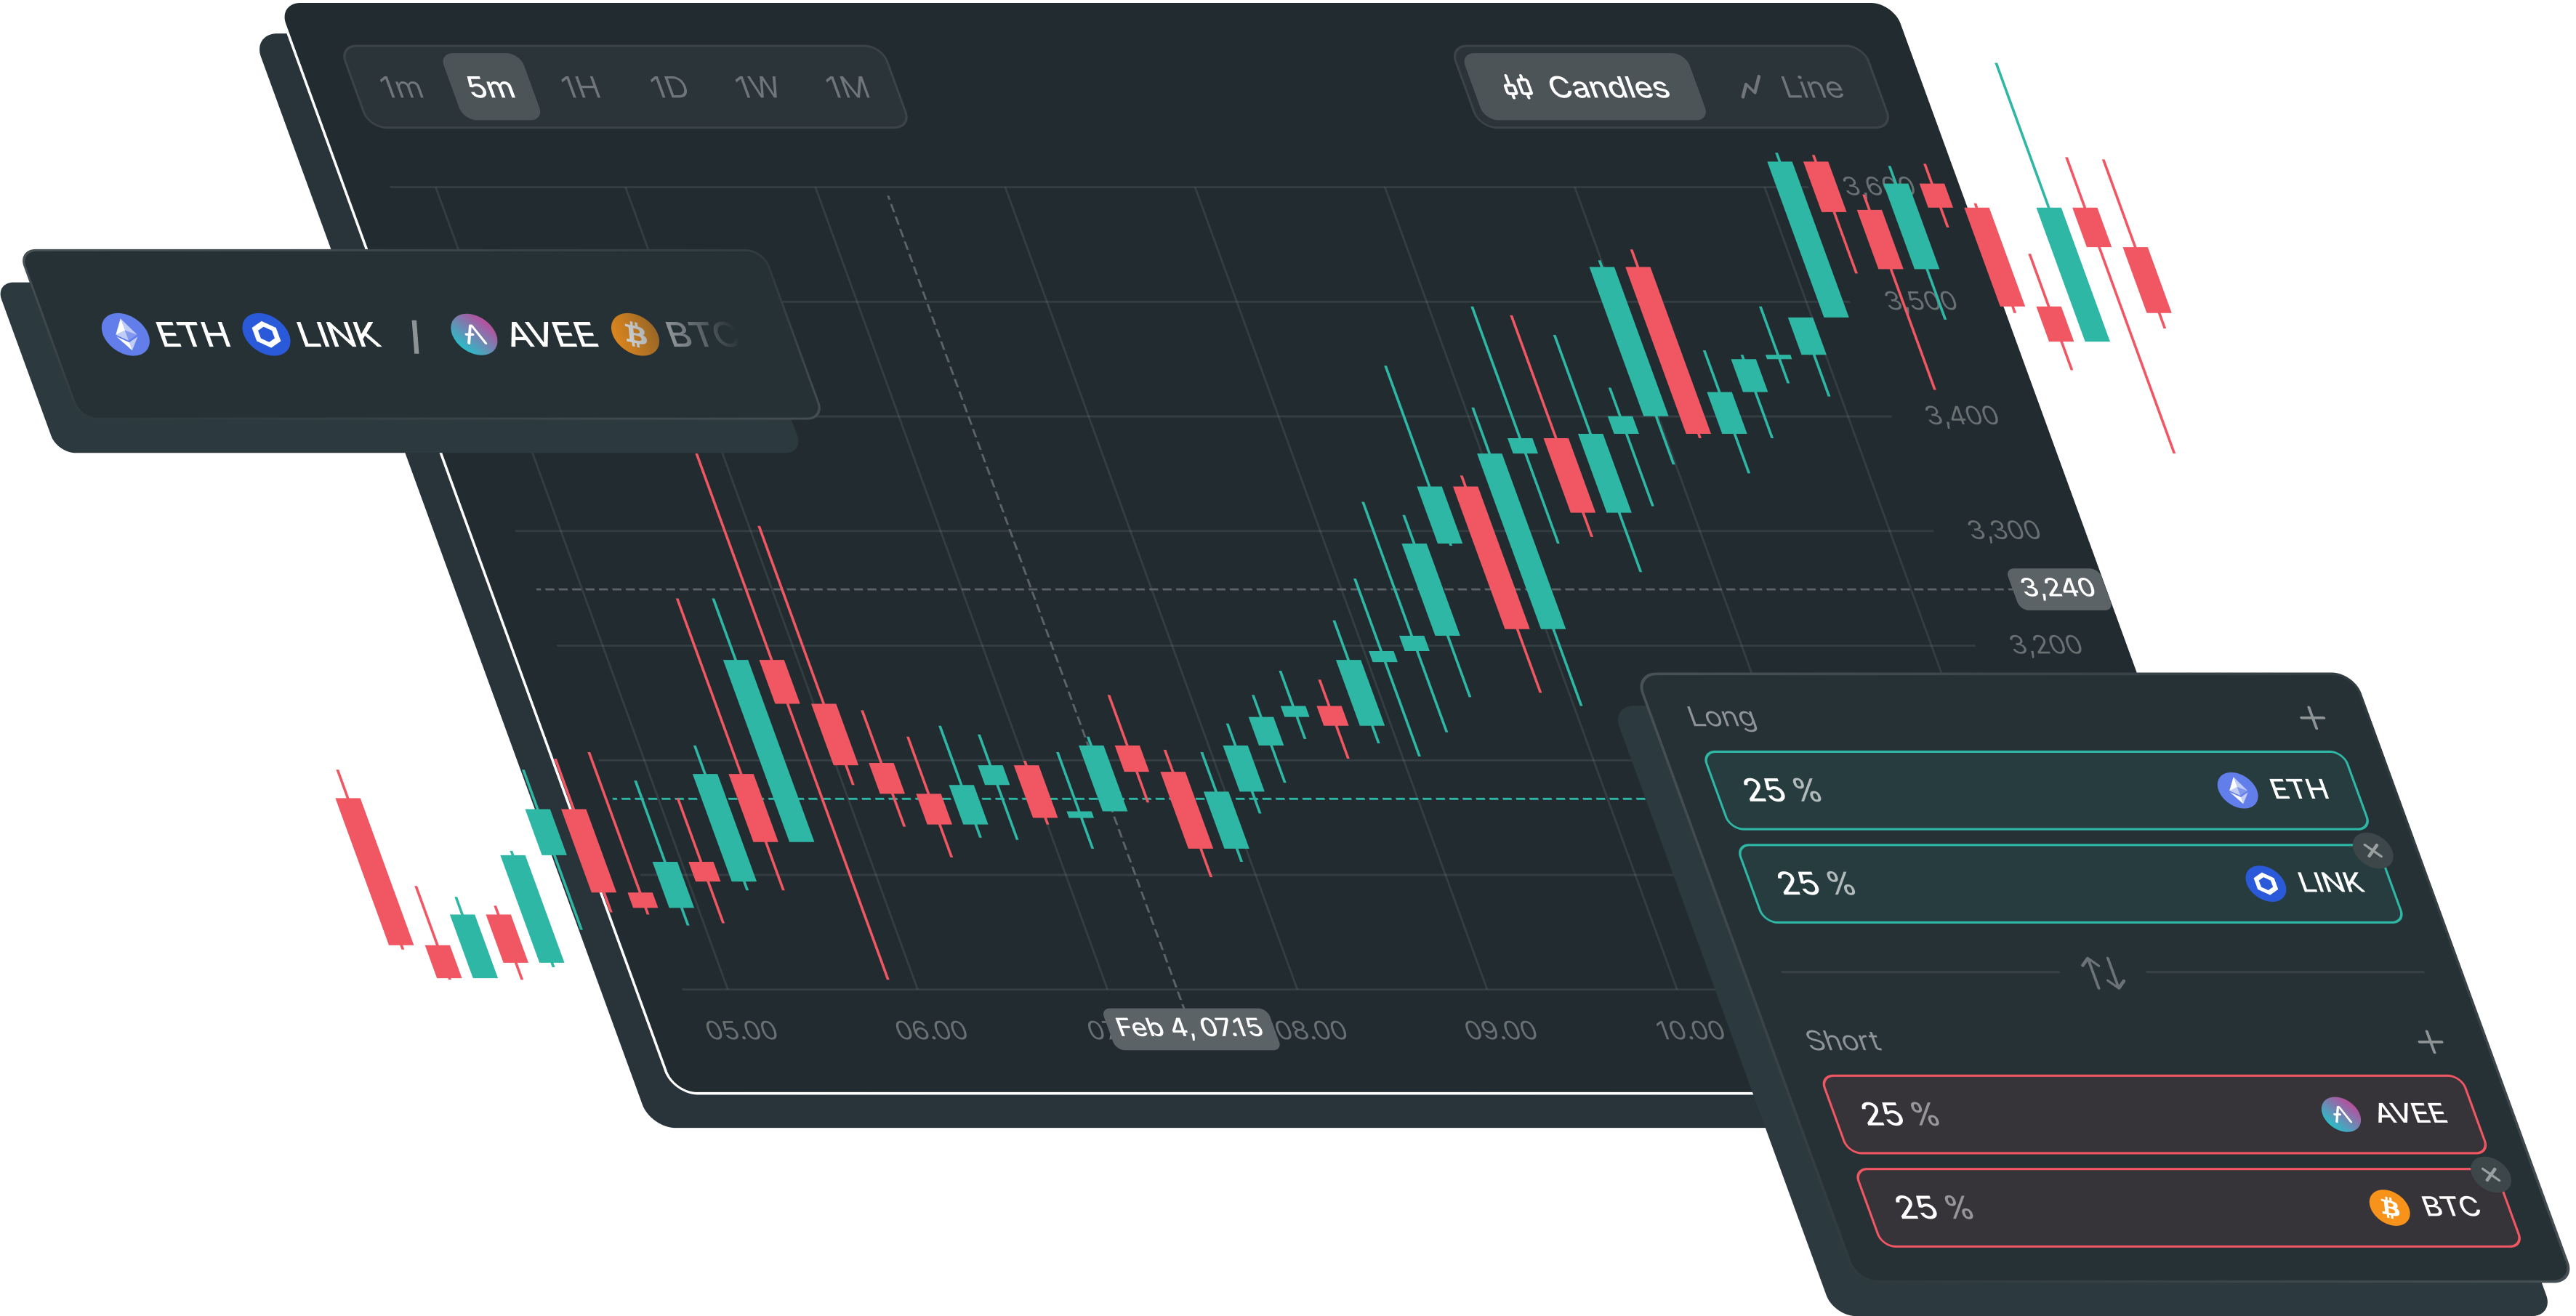 1m 5m 1H 1D 1W 1M
Candles Line
3,600
ETH LINK | AVEE BTC
3,500
3,400
3,300
3,240
3,200
Long +
25 % ETH
25 % LINK
Short +
25 % AVEE
25 % BTC
05.00 06.00 Feb 4, 07.15 08.00 09.00 10.00